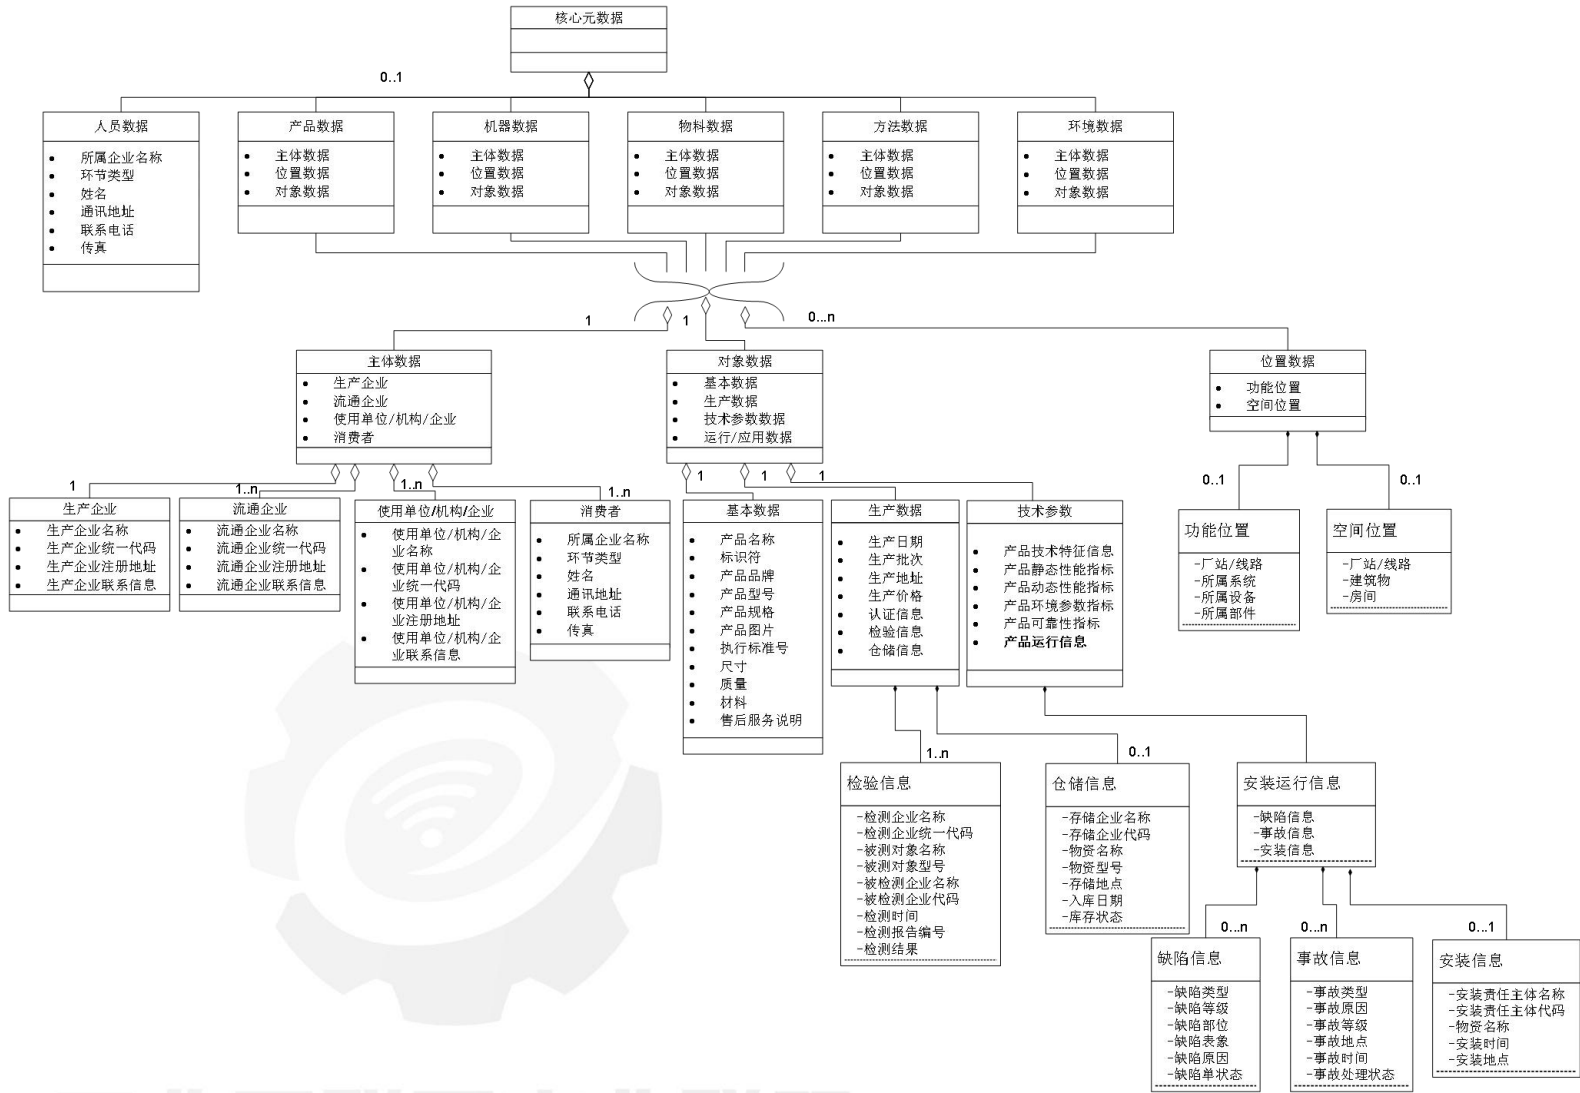 核心元数据
0..1
人员数据
所属企业名称
环节类型
姓名
通讯地址
联系电话
传真
产品数据
主体数据
位置数据
对象数据
机器数据
主体数据
位置数据
对象数据
物料数据
主体数据
位置数据
对象数据
方法数据
主体数据
位置数据
对象数据
环境数据
主体数据
位置数据
对象数据
1
1
0...n
主体数据
生产企业
流通企业
使用单位/机构/企业
消费者
对象数据
基本数据
生产数据
技术参数数据
运行/应用数据
位置数据
功能位置
空间位置
1
1..n
1..n
1..n
1
1
1
0..1
0..1
生产企业
生产企业名称
生产企业统一代码
生产企业注册地址
生产企业联系信息
流通企业
流通企业名称
流通企业统一代码
流通企业注册地址
流通企业联系信息
使用单位/机构/企业
使用单位/机构/企
业名称
使用单位/机构/企
业统一代码
使用单位/机构/企
业注册地址
使用单位/机构/企
业联系信息
消费者
所属企业名称
环节类型
姓名
通讯地址
联系电话
传真
基本数据
产品名称
标识符
产品品牌
产品型号
产品规格
产品图片
执行标准号
尺寸
质量
材料
售后服务说明
生产数据
生产日期
生产批次
生产地址
生产价格
认证信息
检验信息
仓储信息
技术参数
产品技术特征信息
产品静态性能指标
产品动态性能指标
产品环境参数指标
产品可靠性指标
产品运行信息
功能位置
-厂站/线路
-所属系统
-所属设备
-所属部件
空间位置
-厂站/线路
-建筑物
-房间
1..n
0..1
检验信息
-检测企业名称
-检测企业统一代码
-被测对象名称
-被测对象型号
-被检测企业名称
-被检测企业代码
-检测时间
-检测报告编号
-检测结果
仓储信息
-存储企业名称
-存储企业代码
-物资名称
-物资型号
-存储地点
-入库日期
-库存状态
安装运行信息
-缺陷信息
-事故信息
-安装信息
0...n
0...n
0...1
缺陷信息
-缺陷类型
-缺陷等级
-缺陷部位
-缺陷表象
-缺陷原因
-缺陷单状态
事故信息
-事故类型
-事故原因
-事故等级
-事故地点
-事故时间
-事故处理状态
安装信息
-安装责任主体名称
-安装责任主体代码
-物资名称
-安装时间
-安装地点